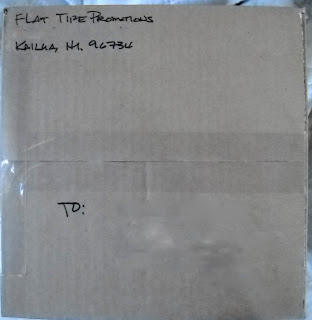 FLAT TIRE PROMOTIONS
KAILUA, HI. 96734
TO: